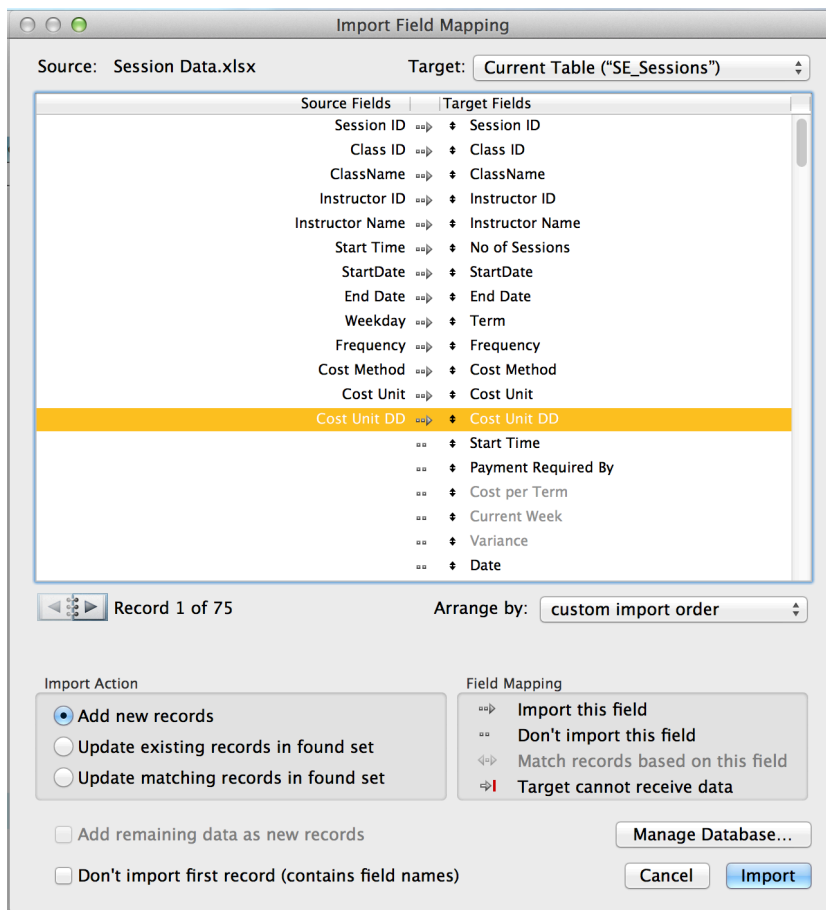 Import Field Mapping
Source: Session Data.xlsx Target: Current Table (“SE_Sessions”)
Source Fields Target Fields
Session ID Session ID
Class ID Class ID
ClassName ClassName
Instructor ID Instructor ID
Instructor Name Instructor Name
Start Time No of Sessions
StartDate StartDate
End Date End Date
Weekday Term
Frequency Frequency
Cost Method Cost Method
Cost Unit Cost Unit
Cost Unit DD Cost Unit DD
Start Time
Payment Required By
Cost per Term
Current Week
Variance
Date
Record 1 of 75 Arrange by: custom import order
Import Action Field Mapping
Add new records Import this field
Update existing records in found set Don't import this field
Update matching records in found set Match records based on this field
Target cannot receive data
Add remaining data as new records Manage Database...
Don't import first record (contains field names) Cancel Import